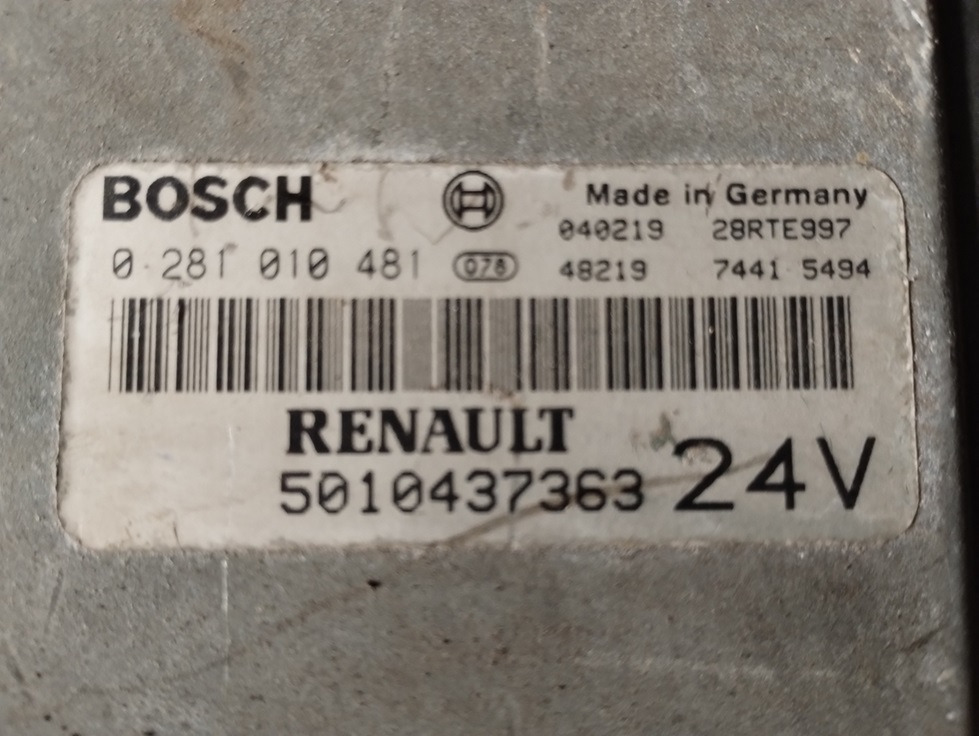 BOSCH Made in Germany
040219 28RTE997
0 281 010 481 078 48219 7441 5494
RENAULT
5010437363 24V